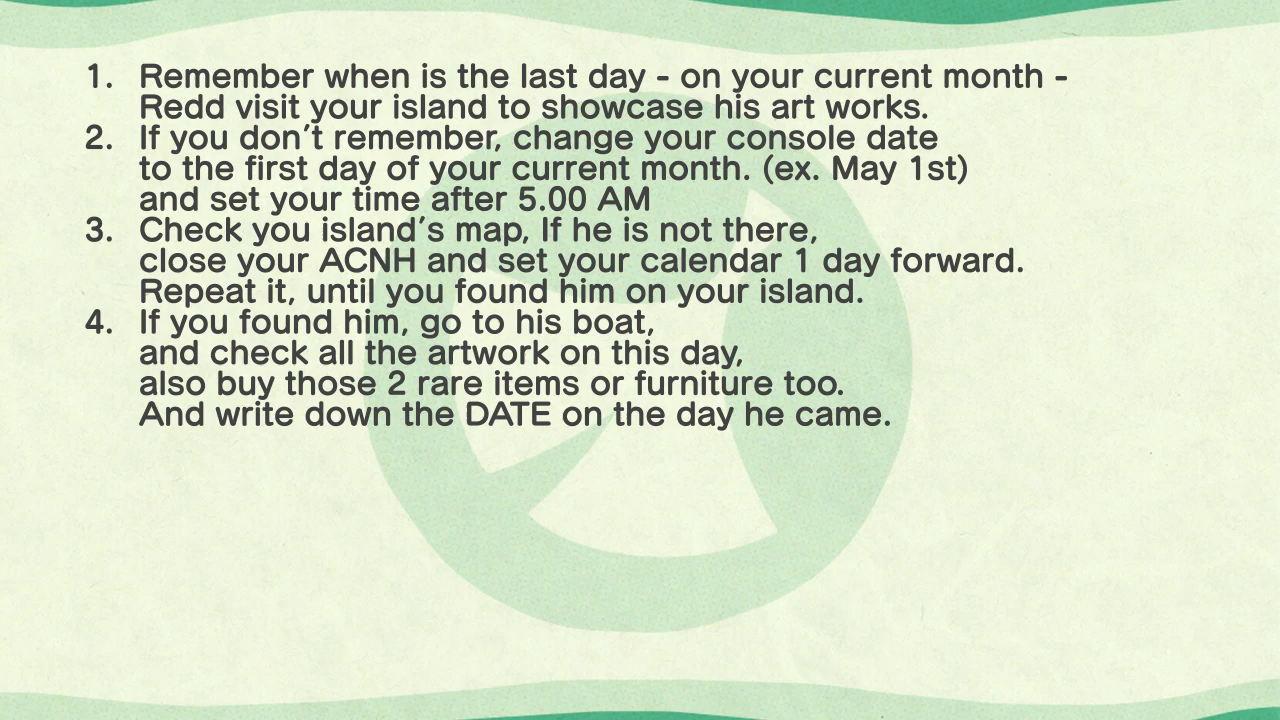 1. Remember when is the last day - on your current month -
Redd visit your island to showcase his art works.
2. If you don't remember, change your console date
to the first day of your current month. (ex. May 1st)
and set your time after 5.00 AM
3. Check you island's map, If he is not there,
close your ACNH and set your calendar 1 day forward.
Repeat it, until you found him on your island.
4. If you found him, go to his boat,
and check all the artwork on this day,
also buy those 2 rare items or furniture too.
And write down the DATE on the day he came.